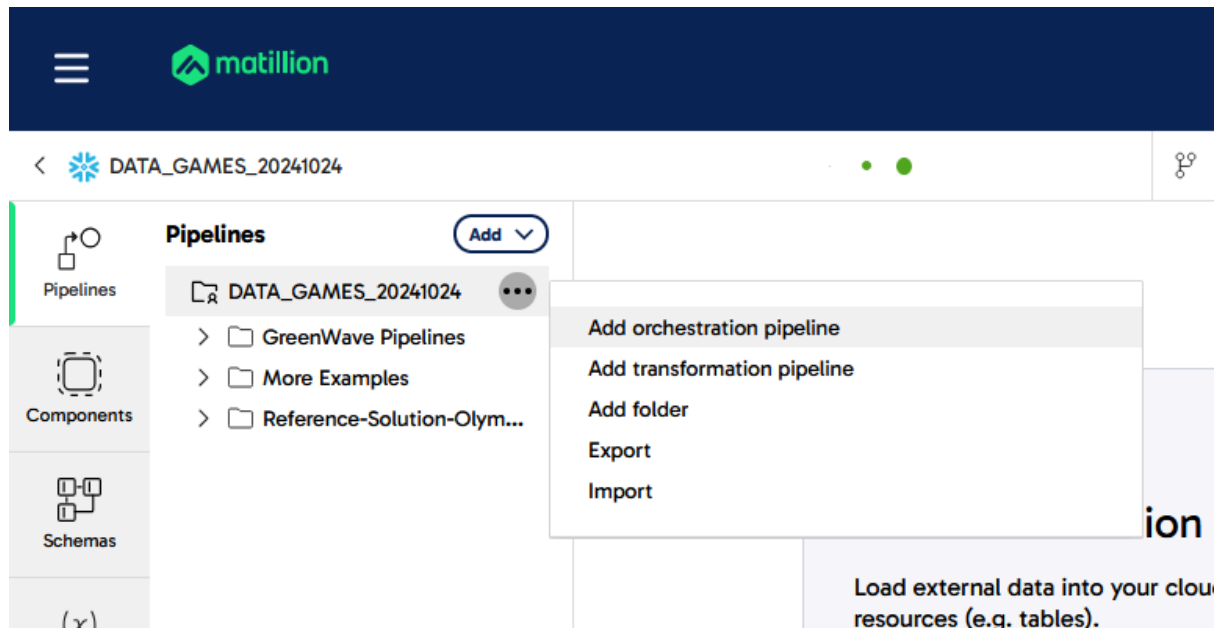 matillion
DATA_GAMES_20241024
Pipelines
Components
Schemas
(x)
Pipelines
Add
DATA_GAMES_20241024
GreenWave Pipelines
More Examples
Reference-Solution-Olym...
Add orchestration pipeline
Add transformation pipeline
Add folder
Export
Import
ion
Load external data into your clou
resources (e.g. tables).